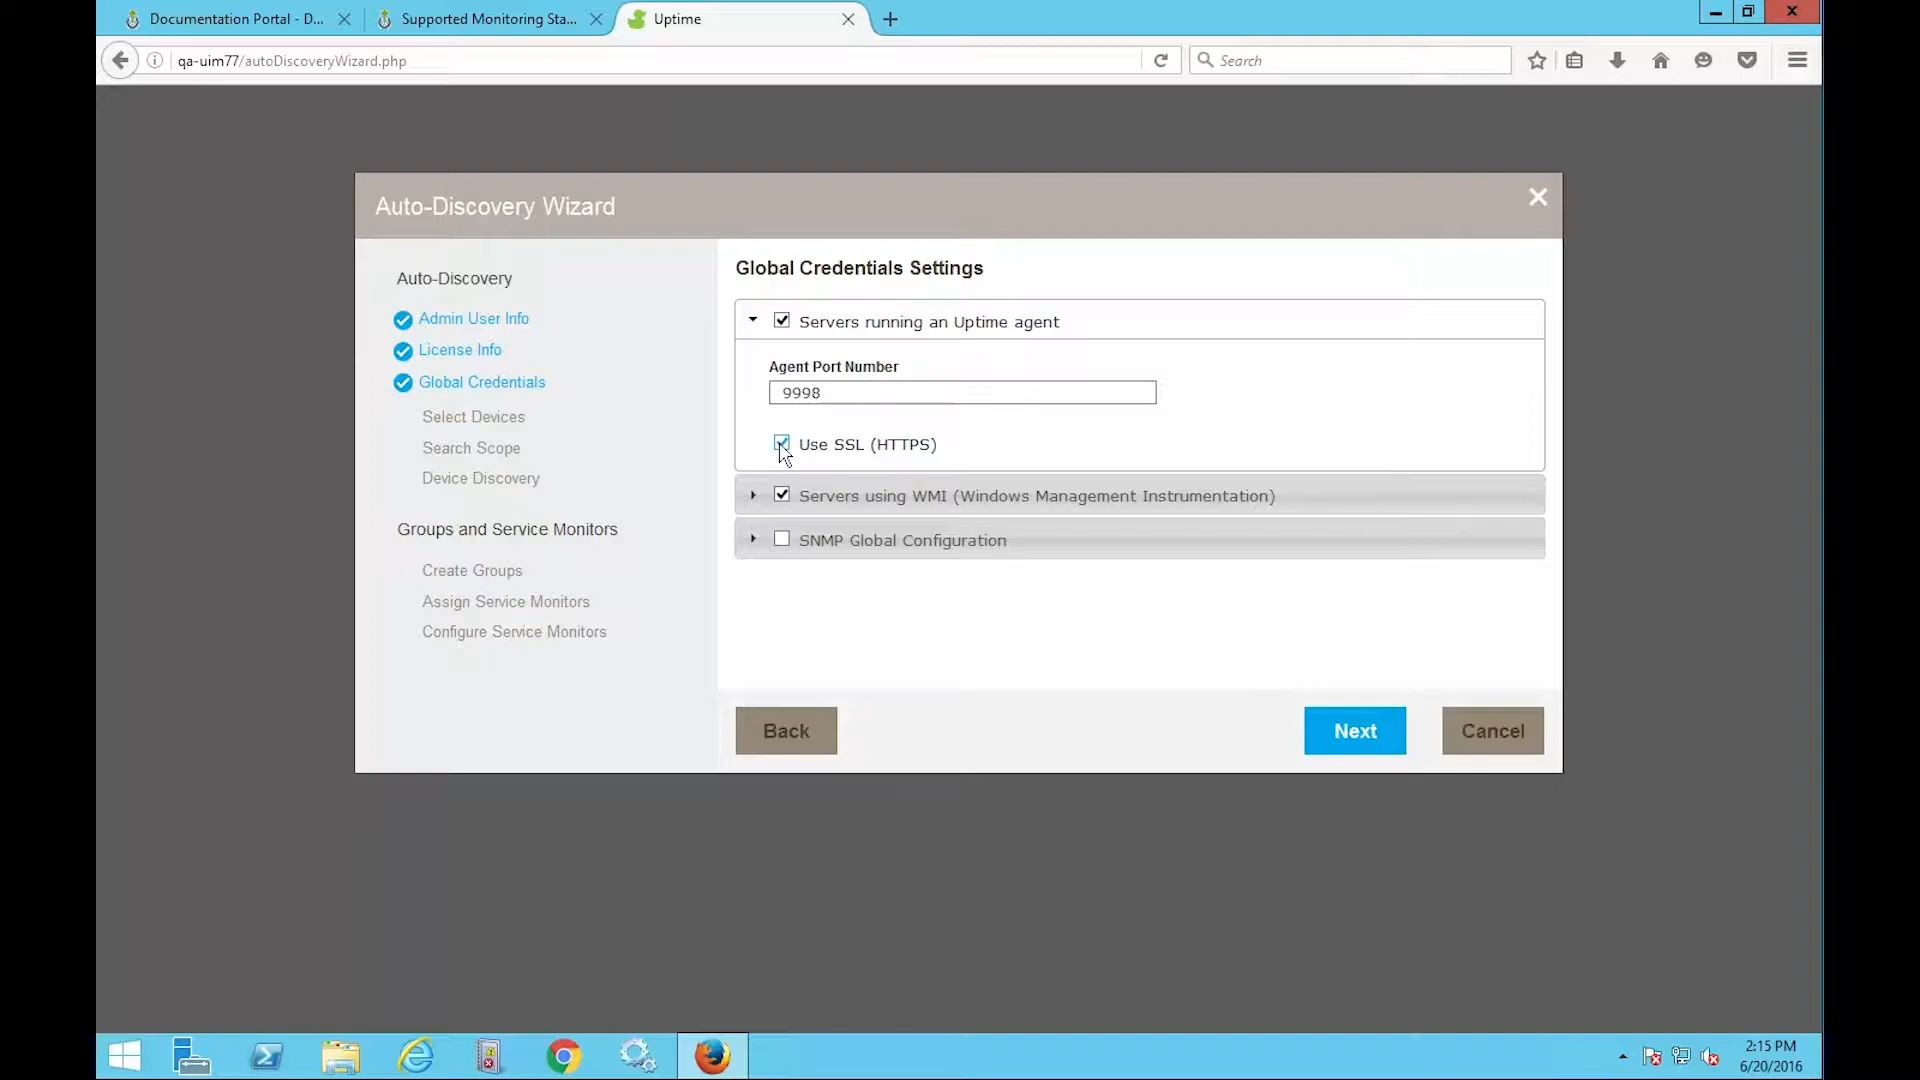 Documentation Portal - D...
Supported Monitoring Sta...
Uptime
qa-uim77/autoDiscoveryWizard.php
Search
Auto-Discovery Wizard
Auto-Discovery
Admin User Info
License Info
Global Credentials
Select Devices
Search Scope
Device Discovery
Groups and Service Monitors
Create Groups
Assign Service Monitors
Configure Service Monitors
Global Credentials Settings
Servers running an Uptime agent
Agent Port Number
9998
Use SSL (HTTPS)
Servers using WMI (Windows Management Instrumentation)
SNMP Global Configuration
Back
Next
Cancel
2:15 PM
6/20/2016